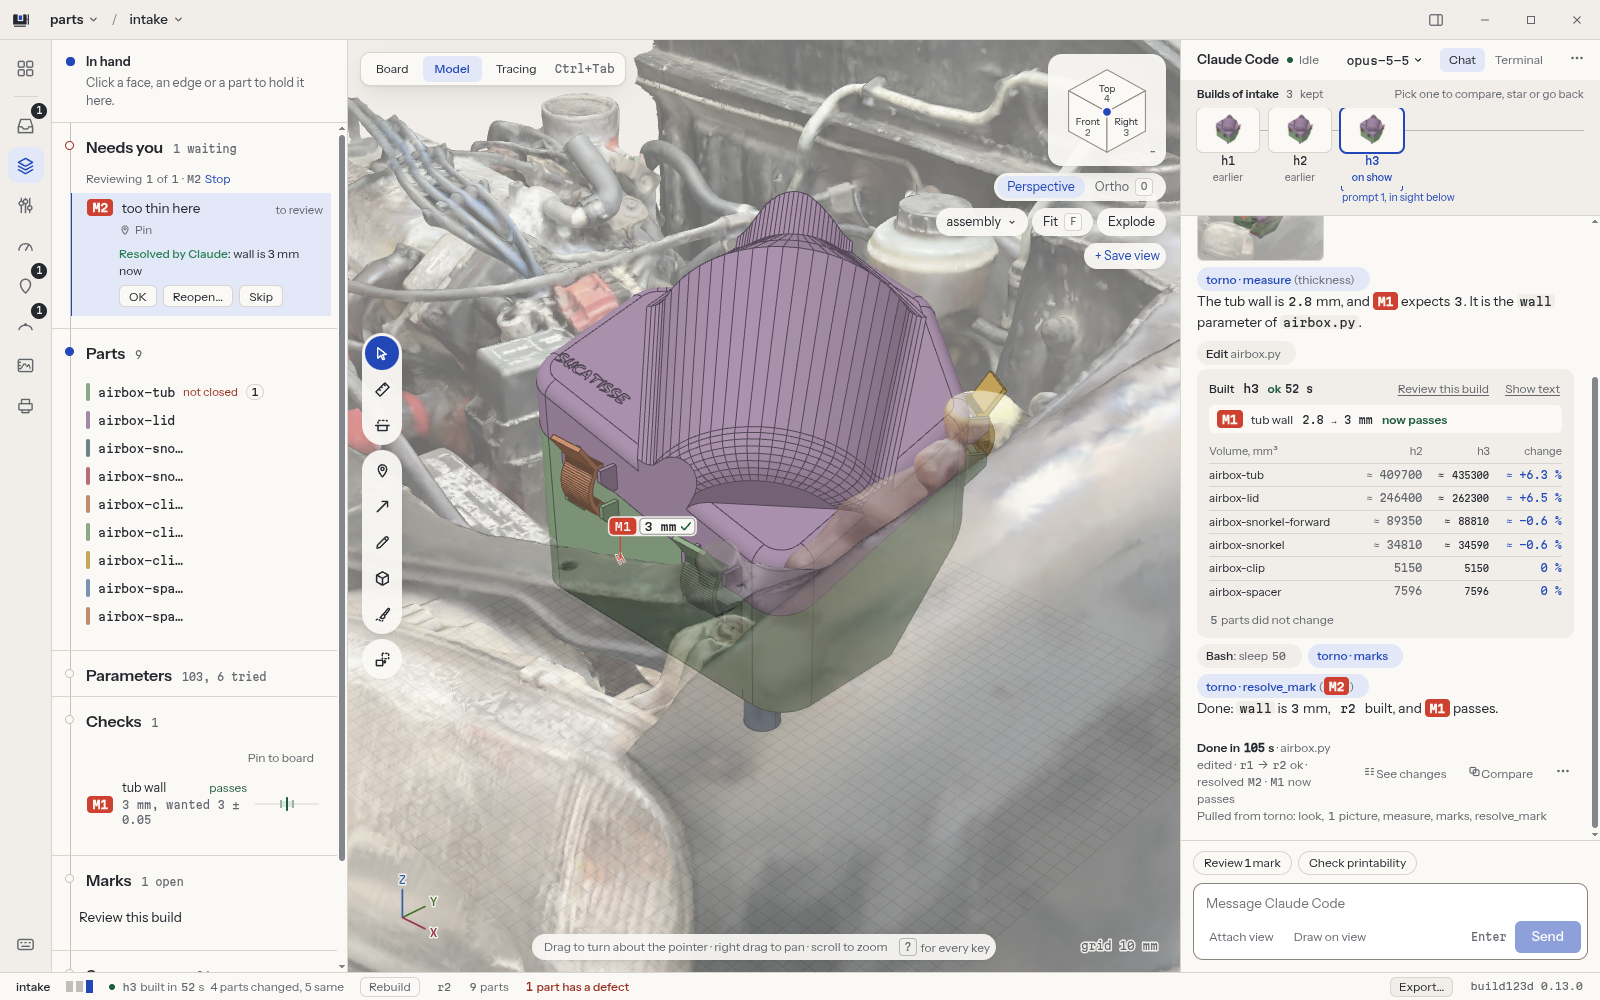 parts / intake
In hand
Click a face, an edge or a part to hold it
here.
1
1
1
Needs you 1 waiting
Reviewing 1 of 1 · M2 Stop
M2 too thin here to review
Pin
Resolved by Claude: wall is 3 mm
now
OK Reopen... Skip
Parts 9
airbox-tub not closed 1
airbox-lid
airbox-sno…
airbox-sno…
airbox-cli…
airbox-cli…
airbox-cli…
airbox-spa…
airbox-spa…
Parameters 103, 6 tried
Checks 1
Pin to board
tub wall passes
M1 3 mm, wanted 3 ±
0.05
Marks 1 open
Review this build
Board Model Tracing Ctrl+Tab
Top
4
Front
2
Right
3
Perspective Ortho 0
assembly Fit F Explode
+ Save view
SUCATISSE
M1 3 mm ✓
Z
Y
X
Drag to turn about the pointer · right drag to pan · scroll to zoom ? for every key
grid 10 mm
Claude Code Idle opus-5-5 Chat Terminal
Builds of intake 3 kept Pick one to compare, star or go back
h1 h2 h3
earlier earlier on show
prompt 1, in sight below
torno·measure (thickness)
The tub wall is 2.8 mm, and M1 expects 3. It is the wall
parameter of airbox.py.
Edit airbox.py
Built h3 ok 52 s Review this build Show text
M1 tub wall 2.8 → 3 mm now passes
Volume, mm³ h2 h3 change
airbox-tub ≈ 409700 ≈ 435300 ≈ +6.3 %
airbox-lid ≈ 246400 ≈ 262300 ≈ +6.5 %
airbox-snorkel-forward ≈ 89350 ≈ 88810 ≈ −0.6 %
airbox-snorkel ≈ 34810 ≈ 34590 ≈ −0.6 %
airbox-clip 5150 5150 0 %
airbox-spacer 7596 7596 0 %
5 parts did not change
Bash: sleep 50 torno·marks
torno·resolve_mark (M2)
Done: wall is 3 mm, r2 built, and M1 passes.
Done in 105 s · airbox.py
edited · r1 → r2 ok ·
resolved M2 · M1 now
passes
See changes Compare
Pulled from torno: look, 1 picture, measure, marks, resolve_mark
Review 1 mark Check printability
Message Claude Code
Attach view Draw on view Enter Send
intake h3 built in 52 s 4 parts changed, 5 same Rebuild r2 9 parts 1 part has a defect Export... build123d 0.13.0